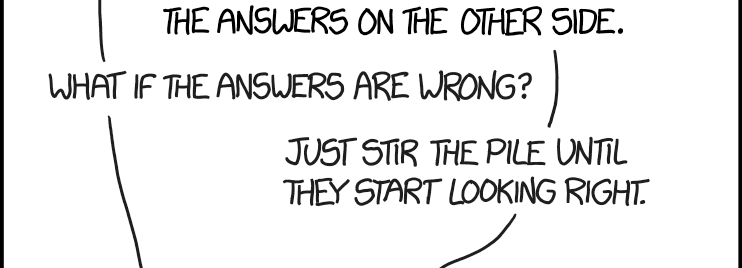 THE ANSWERS ON THE OTHER SIDE.
WHAT IF THE ANSWERS ARE WRONG?
JUST STIR THE PILE UNTIL
THEY START LOOKING RIGHT.